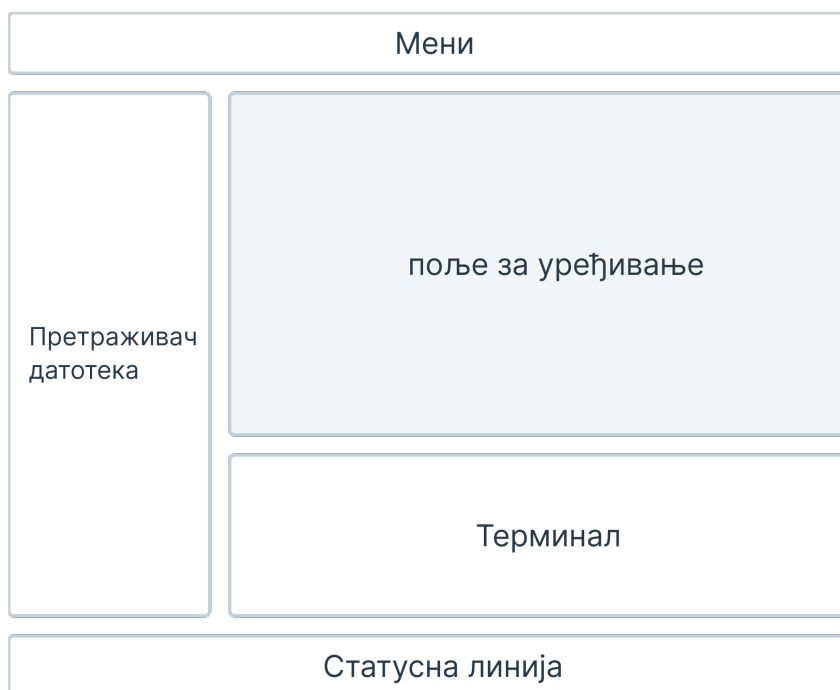 Мени
поље за уређивање
Претраживач
датотека
Терминал
Статусна линија